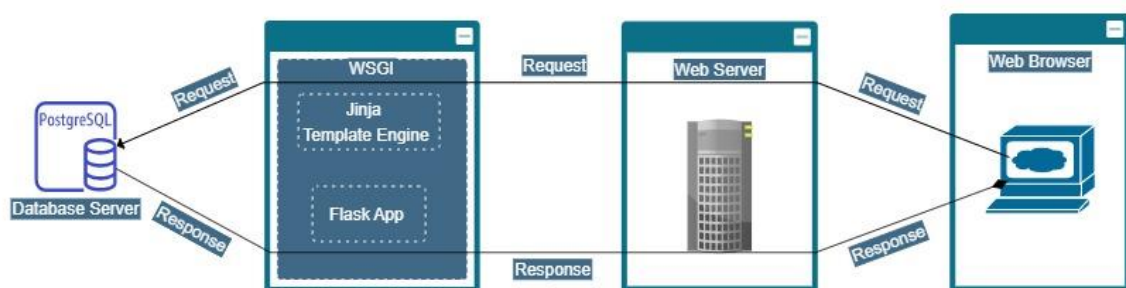 WSGI
Request
Web Server
Web Browser
Request
Request
Jinja
Template Engine
PostgreSQL
Flask App
Database Server
Response
Response
Response